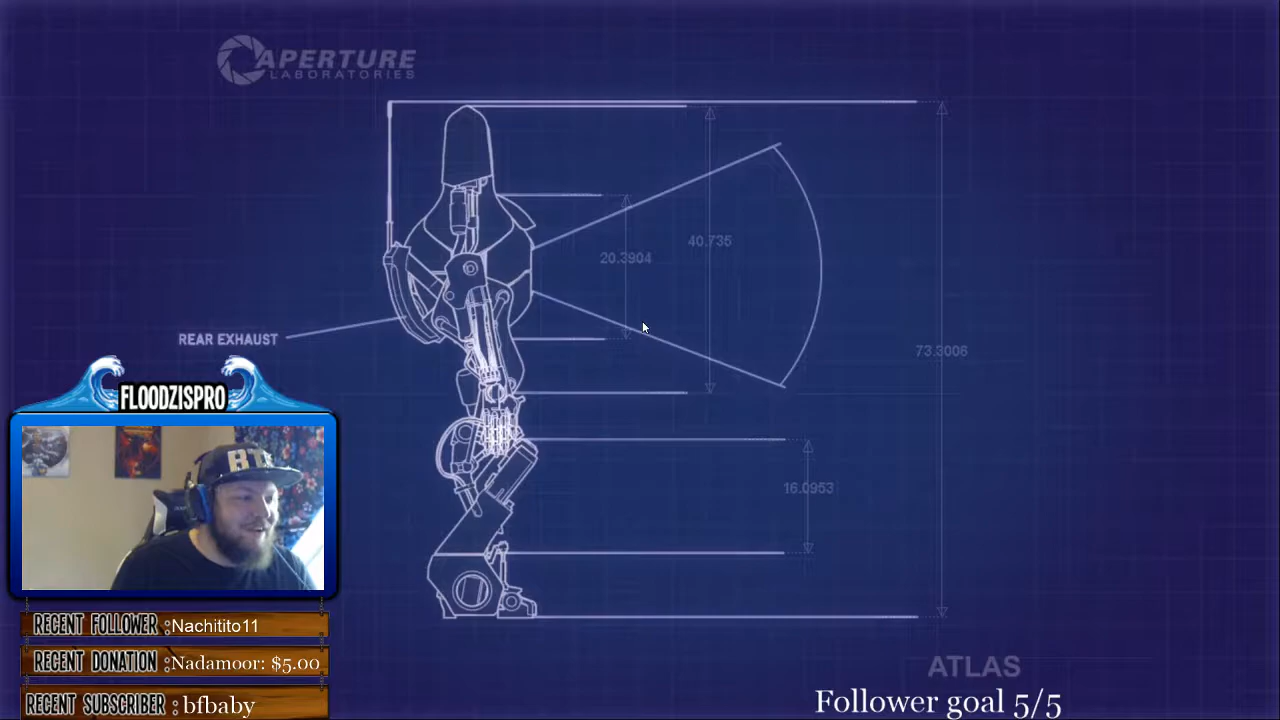 APERTURE
LABORATORIES
40.735
20.3904
REAR EXHAUST
73.3006
FLOODZISPRO
BT
16.0953
RECENT FOLLOWER :Nachitito11
RECENT DONATION :Nadamoor: $5.00
RECENT SUBSCRIBER : bfbaby
ATLAS
Follower goal 5/5